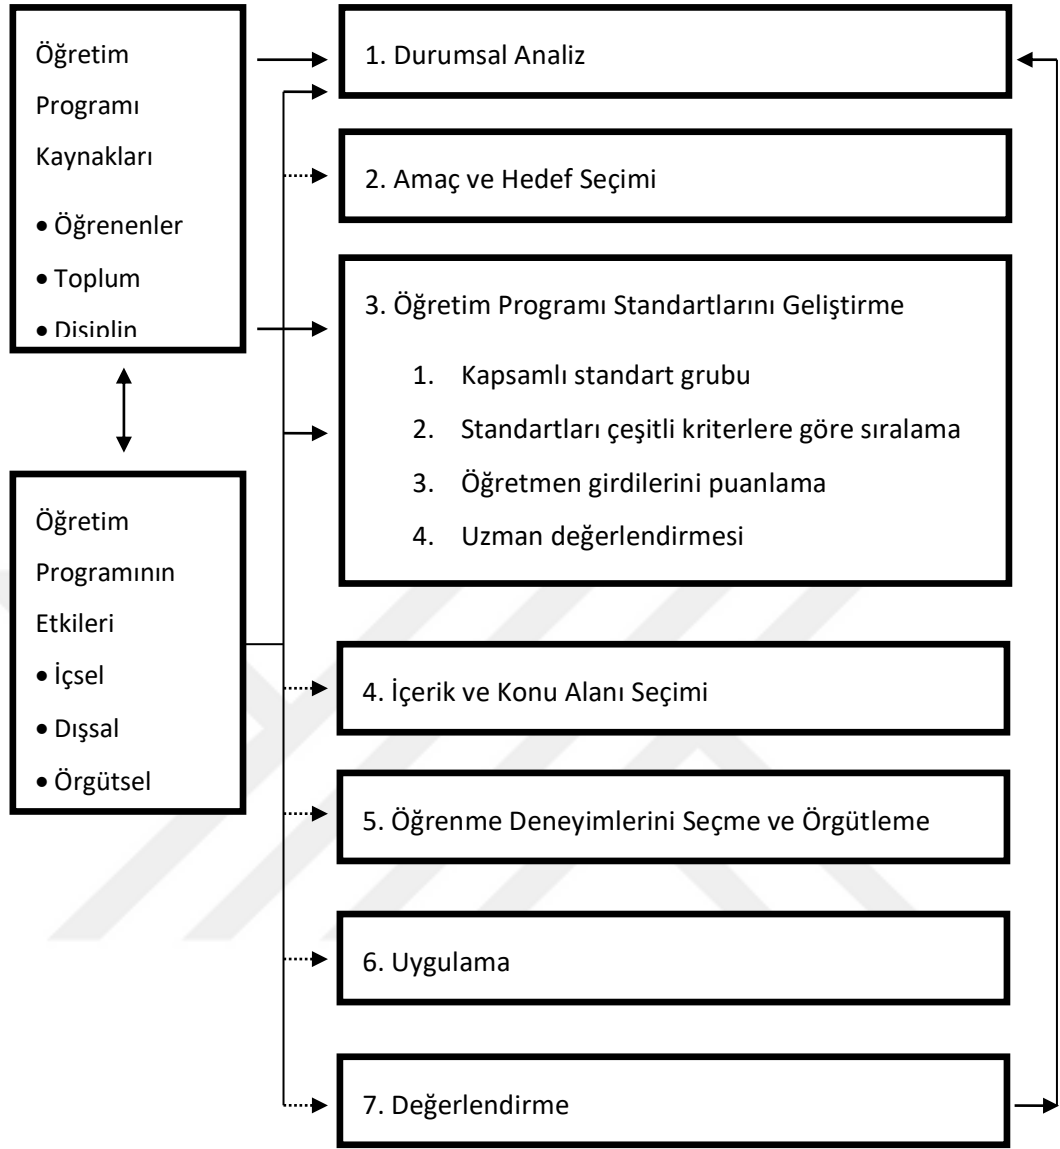 Öğretim
Programı
Kaynakları
• Öğrenenler
• Toplum
• Disiplin
Öğretim
Programının
Etkileri
• İçsel
• Dışsal
• Örgütsel
1. Durumsal Analiz
2. Amaç ve Hedef Seçimi
3. Öğretim Programı Standartlarını Geliştirme
1. Kapsamlı standart grubu
2. Standartları çeşitli kriterlere göre sıralama
3. Öğretmen girdilerini puanlama
4. Uzman değerlendirmesi
4. İçerik ve Konu Alanı Seçimi
5. Öğrenme Deneyimlerini Seçme ve Örgütleme
6. Uygulama
7. Değerlendirme